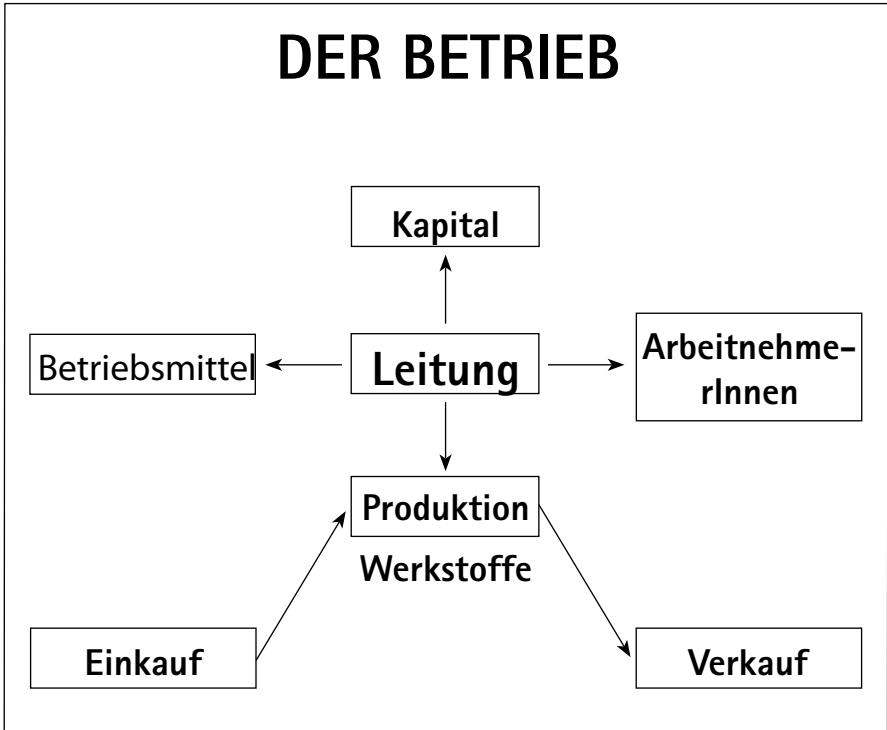 DER BETRIEB
Kapital
Betriebsmittel
Leitung
Arbeitnehme-
rInnen
Produktion
Werkstoffe
Einkauf
Verkauf